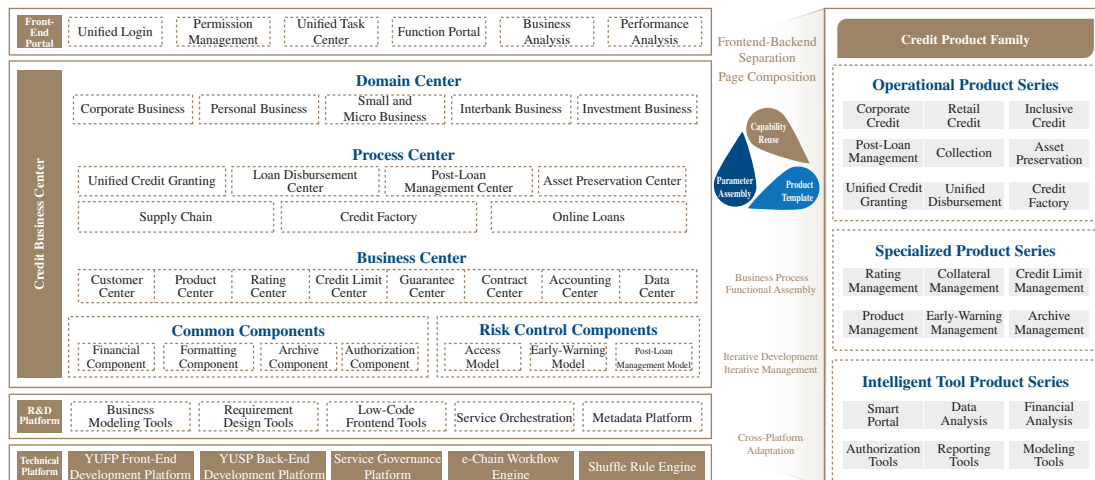 Front-
End
Portal
Unified Login
Permission
Management
Unified Task
Center
Function Portal
Business
Analysis
Performance
Analysis
Credit Business Center
Domain Center
Corporate Business
Personal Business
Small and
Micro Business
Interbank Business
Investment Business
Process Center
Unified Credit Granting
Loan Disbursement
Center
Post-Loan
Management Center
Asset Preservation Center
Supply Chain
Credit Factory
Online Loans
Business Center
Customer
Center
Product
Center
Rating
Center
Credit Limit
Center
Guarantee
Center
Contract
Center
Accounting
Center
Data
Center
Common Components
Financial
Component
Formatting
Component
Archive
Component
Authorization
Component
Risk Control Components
Access
Model
Early-Warning
Model
Post-Loan
Management Model
R&D
Platform
Business
Modeling Tools
Requirement
Design Tools
Low-Code
Frontend Tools
Service Orchestration
Metadata Platform
Technical
Platform
YUFP Front-End
Development Platform
YUSP Back-End
Development Platform
Service Governance
Platform
e-Chain Workflow
Engine
Shuffle Rule Engine
Frontend-Backend
Separation
Page Composition
Capability
Reuse
Parameter
Assembly
Product
Template
Business Process
Functional Assembly
Iterative Development
Iterative Management
Cross-Platform
Adaptation
Credit Product Family
Operational Product Series
Corporate
Credit
Retail
Credit
Inclusive
Credit
Post-Loan
Management
Collection
Asset
Preservation
Unified Credit
Granting
Unified
Disbursement
Credit
Factory
Specialized Product Series
Rating
Management
Collateral
Management
Credit Limit
Management
Product
Management
Early-Warning
Management
Archive
Management
Intelligent Tool Product Series
Smart
Portal
Data
Analysis
Financial
Analysis
Authorization
Tools
Reporting
Tools
Modeling
Tools